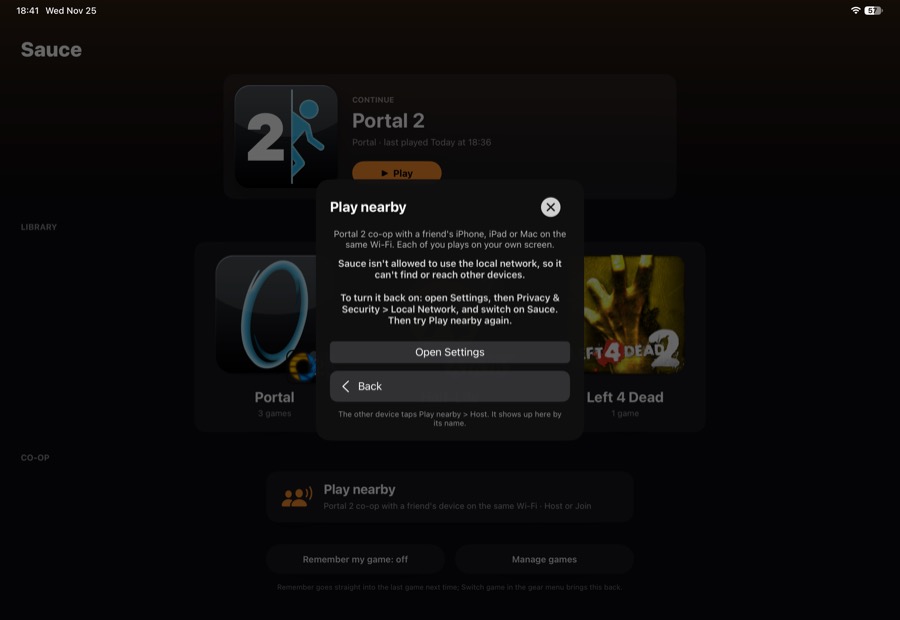 18:41 Wed Nov 25
57
Sauce
CONTINUE
Portal 2
Portal · last played Today at 18:36
Play
2
Play nearby
Portal 2 co-op with a friend's iPhone, iPad or Mac on the
same Wi-Fi. Each of you plays on your own screen.
Sauce isn't allowed to use the local network, so it
can't find or reach other devices.
To turn it back on: open Settings, then Privacy &
Security > Local Network, and switch on Sauce.
Then try Play nearby again.
Open Settings
Back
The other device taps Play nearby > Host. It shows up here by
its name.
LIBRARY
Portal
3 games
FT 4 DEAD 2
Left 4 Dead
1 game
CO-OP
Play nearby
Portal 2 co-op with a friend's device on the same Wi-Fi · Host or Join
Remember my game: off
Manage games
Remember goes straight into the last game next time; Switch game in the gear menu brings this back.